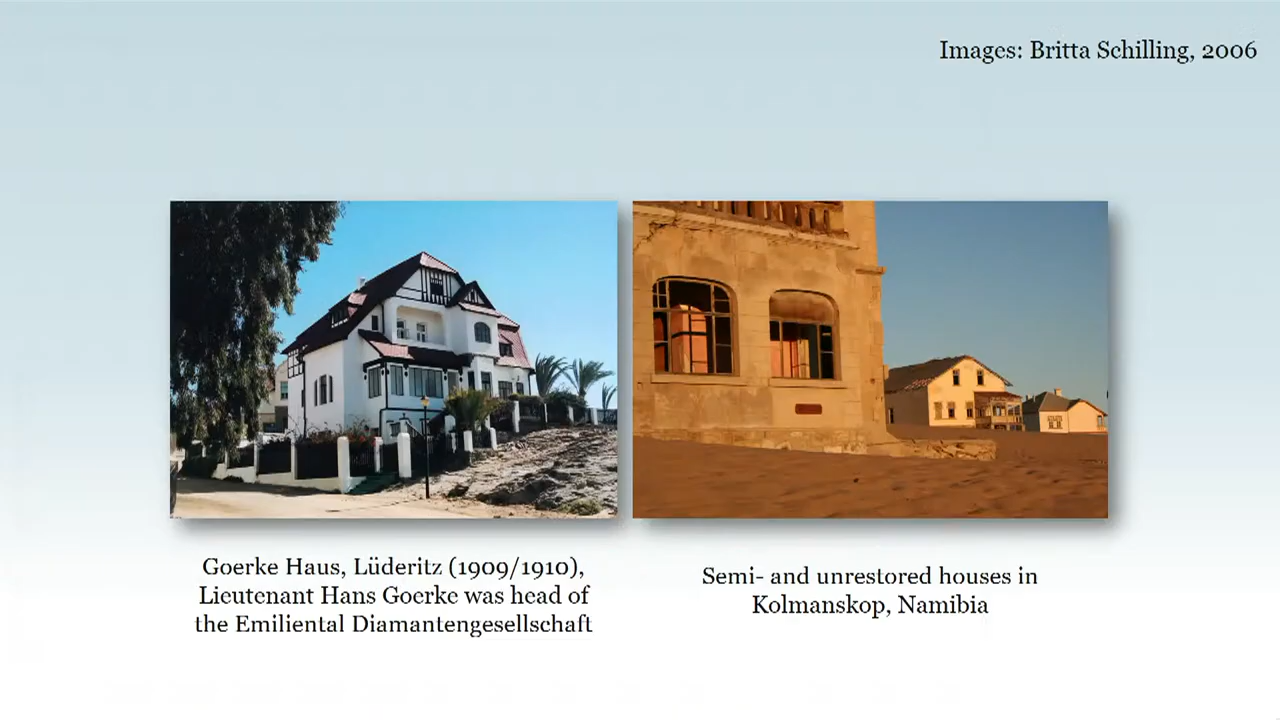 Images: Britta Schilling, 2006
Goerke Haus, Lüderitz (1909/1910),
Lieutenant Hans Goerke was head of
the Emiliental Diamantengesellschaft
Semi- and unrestored houses in
Kolmanskop, Namibia